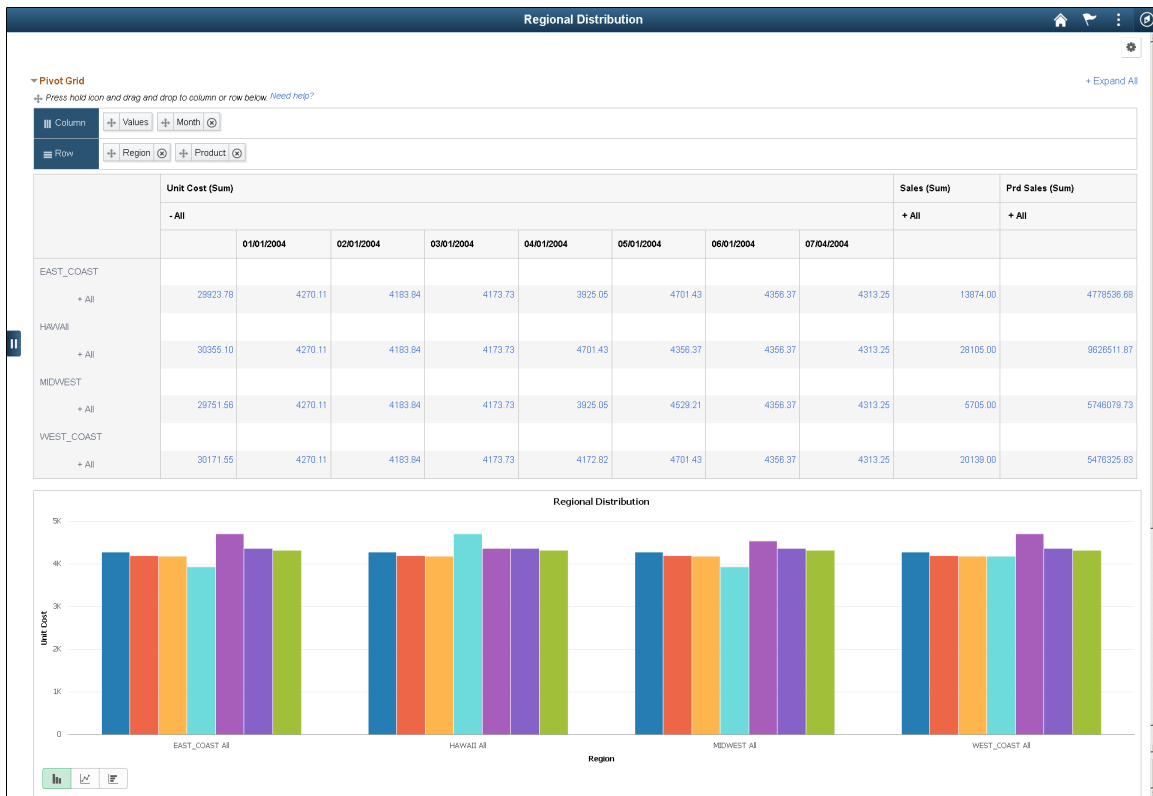 Regional Distribution
Pivot Grid
+ Expand All
Press hold icon and drag and drop to column or row below. Need help?
Column Values Month
Row Region Product
Unit Cost (Sum) Sales (Sum) Prd Sales (Sum)
- All + All + All
01/01/2004 02/01/2004 03/01/2004 04/01/2004 05/01/2004 06/01/2004 07/04/2004
EAST_COAST
+ All 29923.78 4270.11 4183.84 4173.73 3925.05 4701.43 4356.37 4313.25 13874.00 4778536.68
HAWAII
+ All 30355.10 4270.11 4183.84 4173.73 4701.43 4356.37 4356.37 4313.25 28105.00 9626511.87
MIDWEST
+ All 29751.56 4270.11 4183.84 4173.73 3925.05 4529.21 4356.37 4313.25 5705.00 5746079.73
WEST_COAST
+ All 30171.55 4270.11 4183.84 4173.73 4172.82 4701.43 4356.37 4313.25 20139.00 5476325.83
Regional Distribution
5K
4K
3K
2K
1K
0
Unit Cost
EAST_COAST All HAWAII All MIDWEST All WEST_COAST All
Region